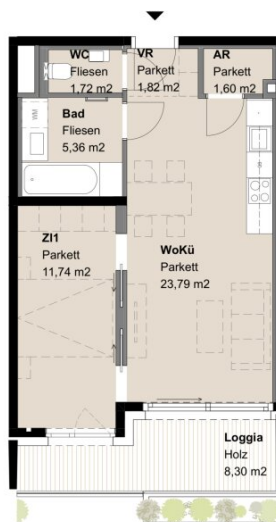 WC
Fliesen
1,72 m2
VR
Parkett
1,82 m2
AR
Parkett
1,60 m2
WM
Bad
Fliesen
5,36 m2
ZI1
Parkett
11,74 m2
WoKü
Parkett
23,79 m2
Loggia
Holz
8,30 m2